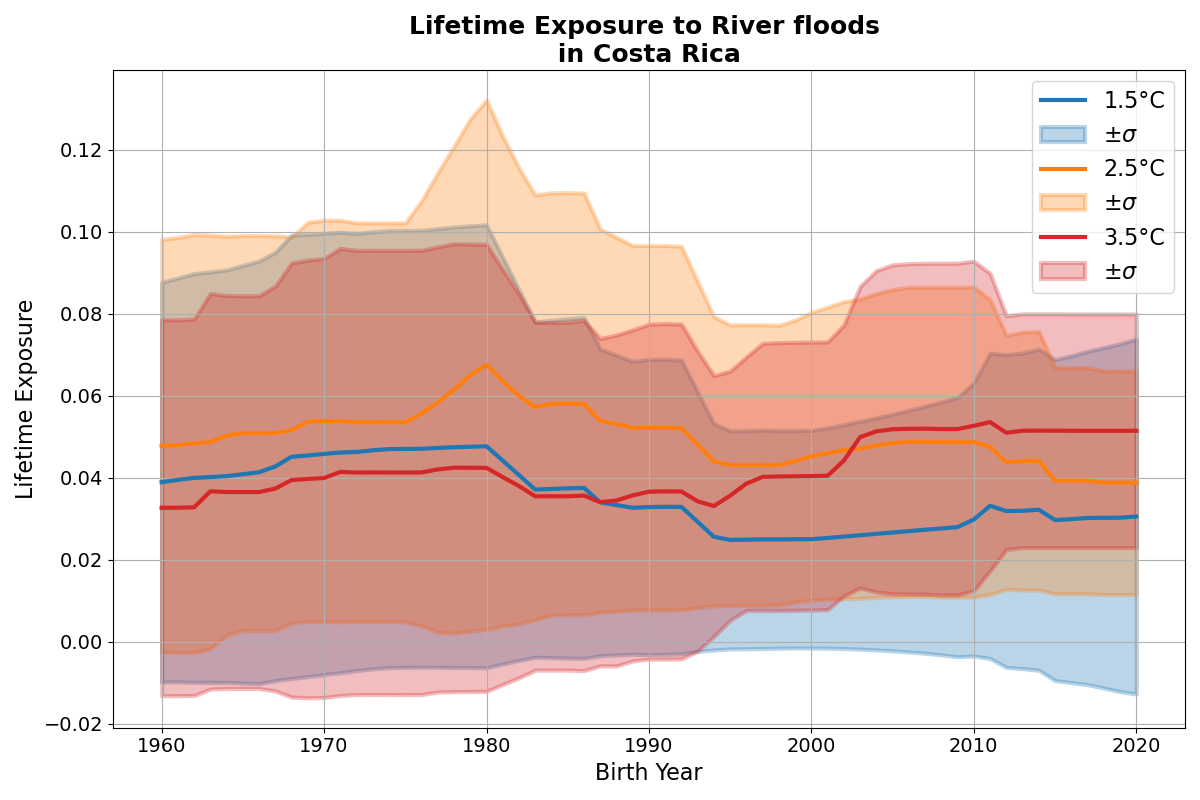 Lifetime Exposure to River floods
in Costa Rica
1.5°C
±σ
2.5°C
±σ
3.5°C
±σ
Lifetime Exposure
0.12
0.10
0.08
0.06
0.04
0.02
0.00
−0.02
1960 1970 1980 1990 2000 2010 2020
Birth Year